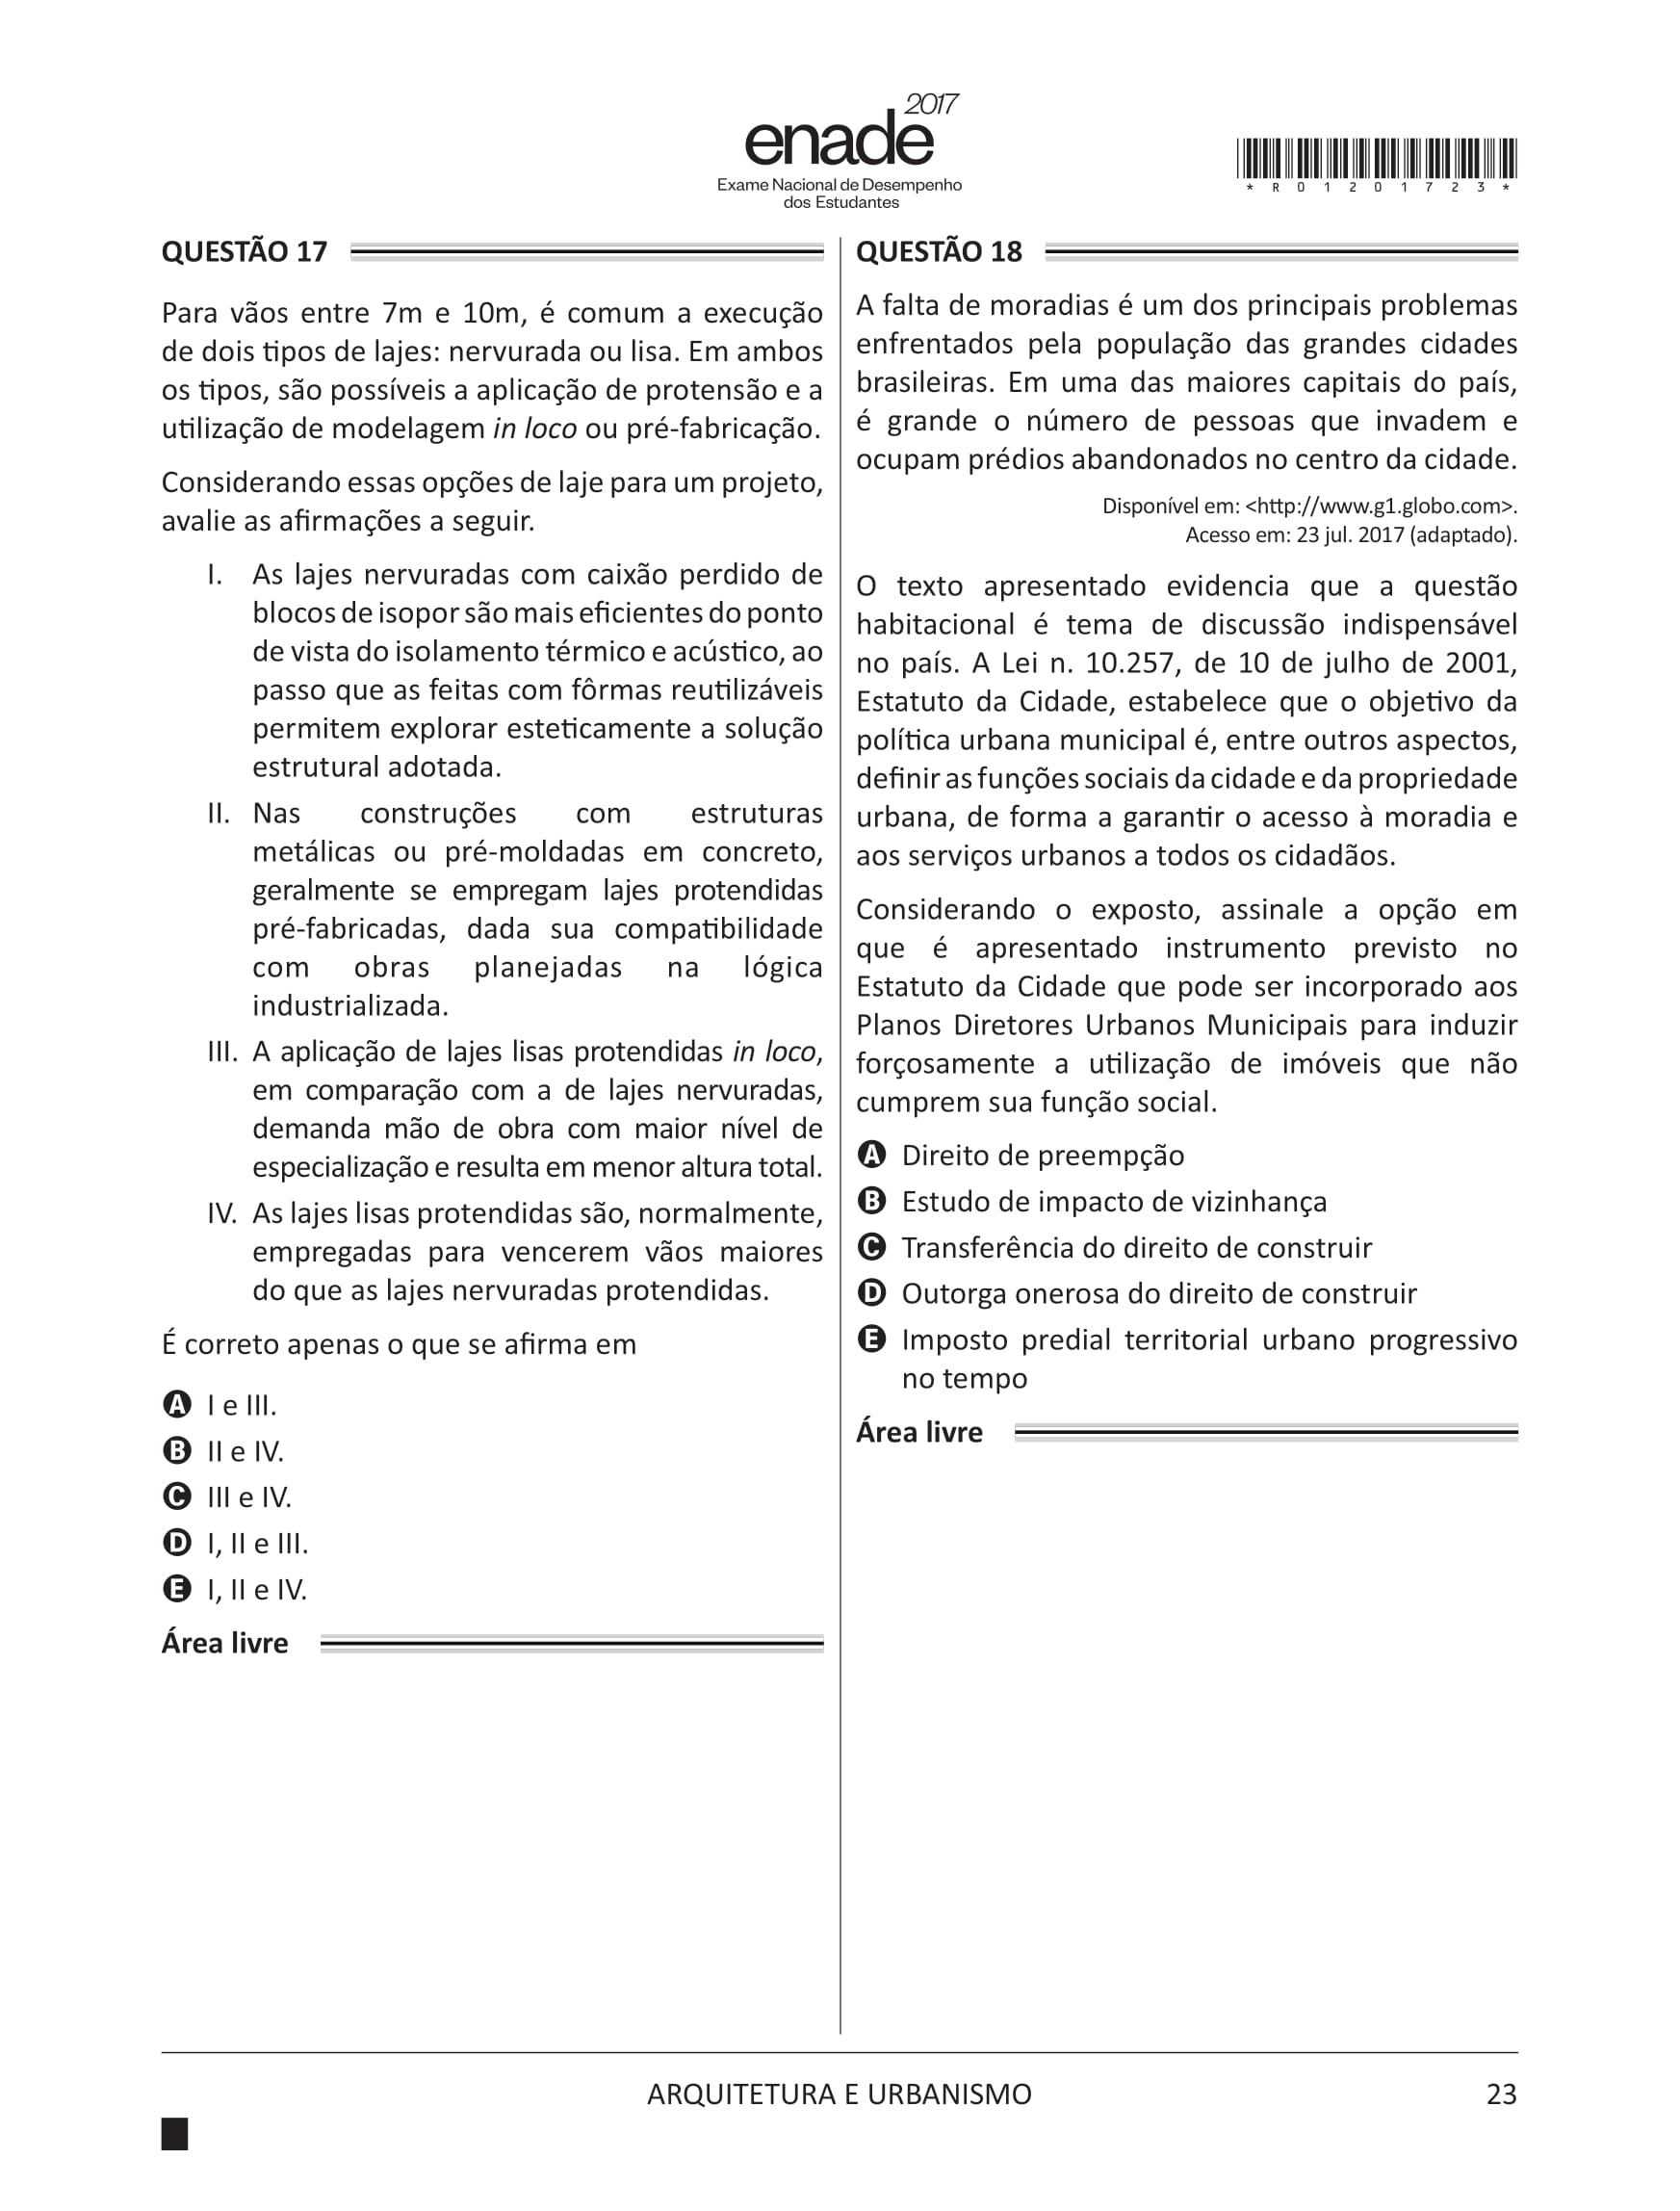 2017
enade
Exame Nacional de Desempenho
dos Estudantes
* R 0 1 2 0 1 7 2 3 *
QUESTÃO 17
Para vãos entre 7m e 10m, é comum a execução
de dois tipos de lajes: nervurada ou lisa. Em ambos
os tipos, são possíveis a aplicação de protensão e a
utilização de modelagem in loco ou pré-fabricação.
Considerando essas opções de laje para um projeto,
avalie as afirmações a seguir.
I. As lajes nervuradas com caixão perdido de
blocos de isopor são mais eficientes do ponto
de vista do isolamento térmico e acústico, ao
passo que as feitas com fôrmas reutilizáveis
permitem explorar esteticamente a solução
estrutural adotada.
II. Nas construções com estruturas
metálicas ou pré-moldadas em concreto,
geralmente se empregam lajes protendidas
pré-fabricadas, dada sua compatibilidade
com obras planejadas na lógica
industrializada.
III. A aplicação de lajes lisas protendidas in loco,
em comparação com a de lajes nervuradas,
demanda mão de obra com maior nível de
especialização e resulta em menor altura total.
IV. As lajes lisas protendidas são, normalmente,
empregadas para vencerem vãos maiores
do que as lajes nervuradas protendidas.
É correto apenas o que se afirma em
A I e III.
B II e IV.
C III e IV.
D I, II e III.
E I, II e IV.
Área livre
QUESTÃO 18
A falta de moradias é um dos principais problemas
enfrentados pela população das grandes cidades
brasileiras. Em uma das maiores capitais do país,
é grande o número de pessoas que invadem e
ocupam prédios abandonados no centro da cidade.
Disponível em: <http://www.g1.globo.com>.
Acesso em: 23 jul. 2017 (adaptado).
O texto apresentado evidencia que a questão
habitacional é tema de discussão indispensável
no país. A Lei n. 10.257, de 10 de julho de 2001,
Estatuto da Cidade, estabelece que o objetivo da
política urbana municipal é, entre outros aspectos,
definir as funções sociais da cidade e da propriedade
urbana, de forma a garantir o acesso à moradia e
aos serviços urbanos a todos os cidadãos.
Considerando o exposto, assinale a opção em
que é apresentado instrumento previsto no
Estatuto da Cidade que pode ser incorporado aos
Planos Diretores Urbanos Municipais para induzir
forçosamente a utilização de imóveis que não
cumprem sua função social.
A Direito de preempção
B Estudo de impacto de vizinhança
C Transferência do direito de construir
D Outorga onerosa do direito de construir
E Imposto predial territorial urbano progressivo
no tempo
Área livre
ARQUITETURA E URBANISMO
23